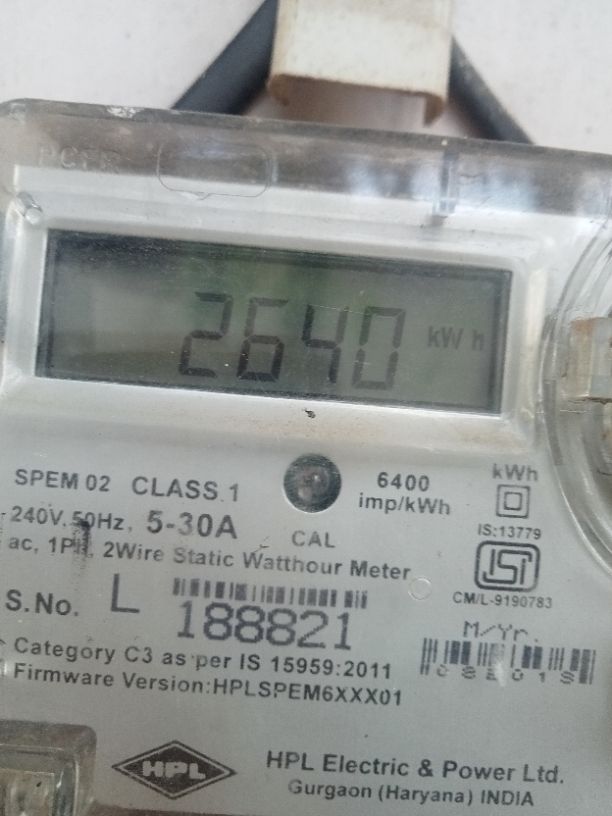 2640 kWh
SPEM 02 CLASS.1
6400
imp/kWh
kWh
240V, 50Hz, 5-30A
CAL
IS:13779
ac, 1PH, 2Wire Static Watthour Meter
ISI
CM/L-9190783
S.No. L 188821
M/Yr.
Category C3 as per IS 15959:2011
Firmware Version:HPLSPEM6XXX01
HPL
HPL Electric & Power Ltd.
Gurgaon (Haryana) INDIA